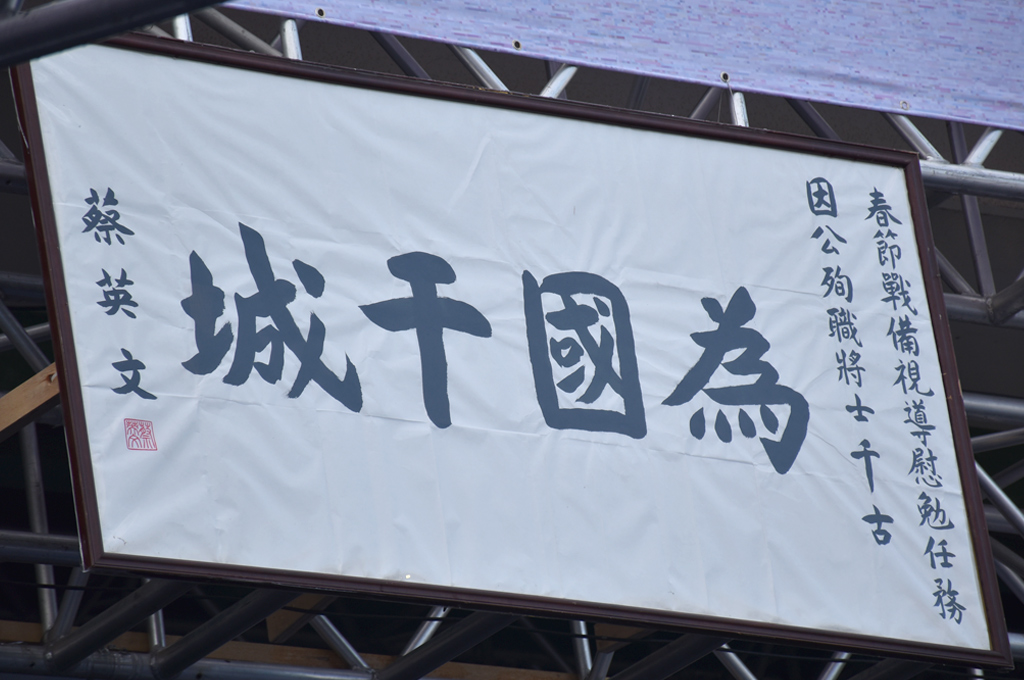 春節戰備視導慰勉任務
因公殉職將士千古
為國干城
蔡英文